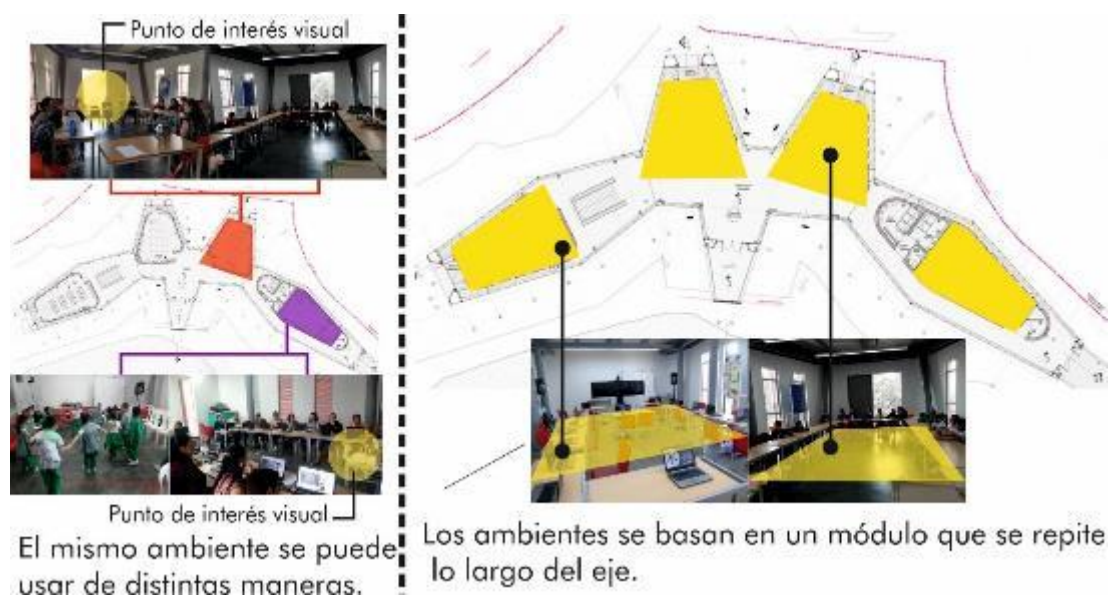 Punto de interés visual
Punto de interés visual
El mismo ambiente se puede
usar de distintas maneras.
Los ambientes se basan en un módulo que se repite
lo largo del eje.